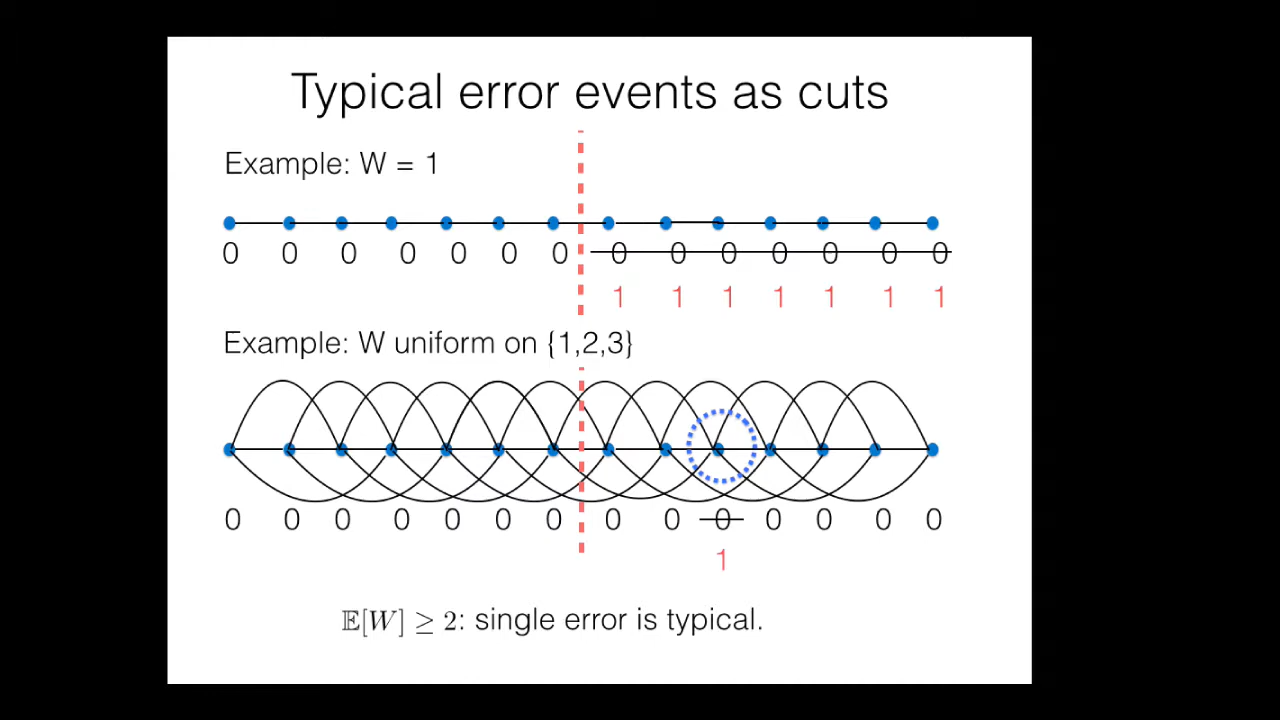 Typical error events as cuts
Example: W = 1
0 0 0 0 0 0 0 0 0 0 0 0 0 0
1 1 1 1 1 1 1
Example: W uniform on {1,2,3}
0 0 0 0 0 0 0 0 0 0 0 0 0 0
1
𝔼[W] ≥ 2: single error is typical.